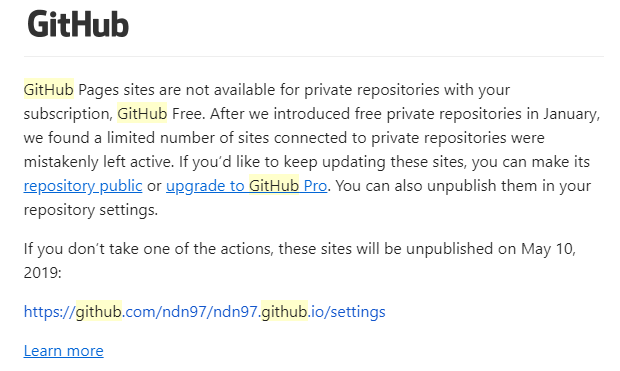 GitHub
GitHub Pages sites are not available for private repositories with your
subscription, GitHub Free. After we introduced free private repositories in January,
we found a limited number of sites connected to private repositories were
mistakenly left active. If you’d like to keep updating these sites, you can make its
repository public or upgrade to GitHub Pro. You can also unpublish them in your
repository settings.
If you don’t take one of the actions, these sites will be unpublished on May 10,
2019:
https://github.com/ndn97/ndn97.github.io/settings
Learn more